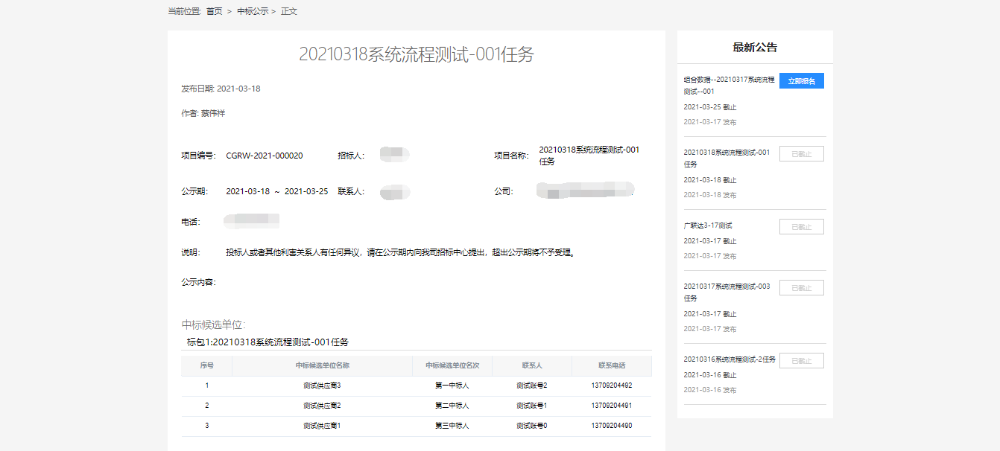 当前位置: 首页 > 中标公示 > 正文
20210318系统流程测试-001任务
发布日期: 2021-03-18
作者: 蔡伟祥
项目编号: CGRW-2021-000020 招标人: 项目名称: 20210318系统流程测试-001
任务
公示期: 2021-03-18 ~ 2021-03-25 联系人: 公司:
电话:
说明: 投标人或者其他利害关系人有任何异议，请在公示期内向我司招标中心提出，超出公示期将不予受理。
公示内容:
中标候选单位:
标包1:20210318系统流程测试-001任务
序号 中标候选单位名称 中标候选单位名次 联系人 联系电话
1 测试供应商3 第一中标人 测试账号2 13709204492
2 测试供应商2 第二中标人 测试账号1 13709204491
3 测试供应商1 第三中标人 测试账号0 13709204490
最新公告
组合数据--20210317系统流程
测试--001
立即报名
2021-03-25 截止
2021-03-17 发布
20210318系统流程测试-001
任务
已截止
2021-03-18 截止
2021-03-18 发布
广联达3-17测试
已截止
2021-03-17 截止
2021-03-17 发布
20210317系统流程测试-003
任务
已截止
2021-03-17 截止
2021-03-17 发布
20210316系统流程测试-2任务
已截止
2021-03-16 截止
2021-03-16 发布